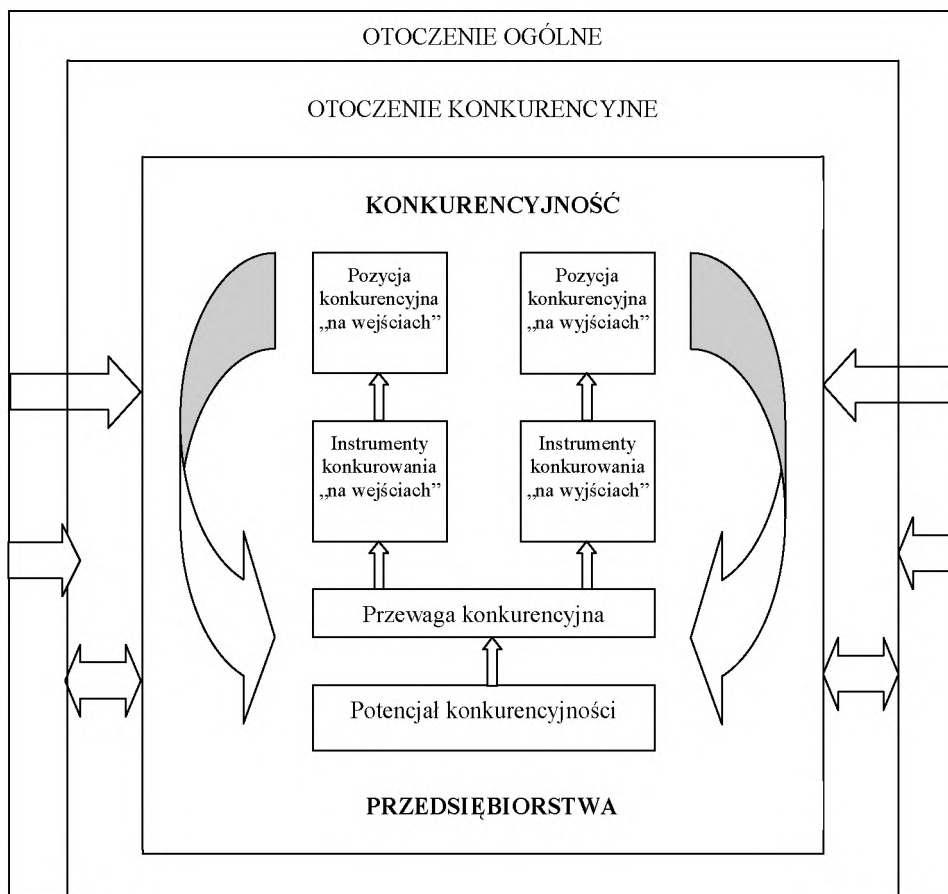 OTOCZENIE OGÓLNE
OTOCZENIE KONKURENCYJNE
KONKURENCYJNOŚĆ
Pozycja
konkurencyjna
„na wejściach”
Pozycja
konkurencyjna
„na wyjściach”
Instrumenty
konkurowania
„na wejściach”
Instrumenty
konkurowania
„na wyjściach”
Przewaga konkurencyjna
Potencjał konkurencyjności
PRZEDSIĘBIORSTWA